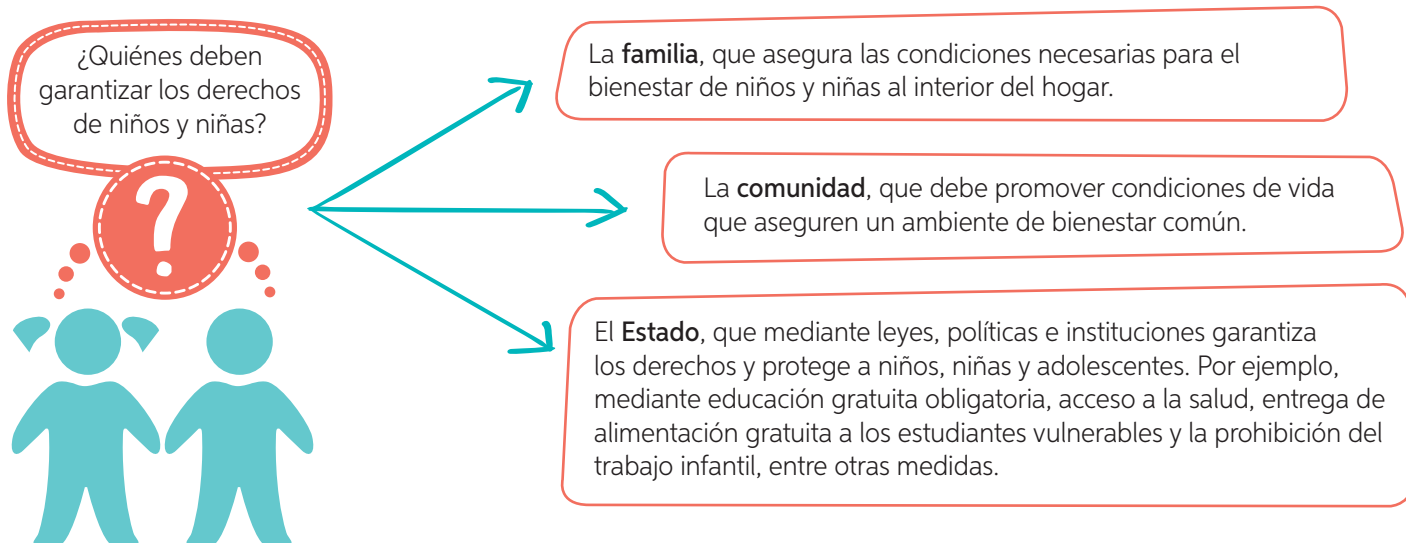 ¿Quiénes deben
garantizar los derechos
de niños y niñas?
?
La familia, que asegura las condiciones necesarias para el
bienestar de niños y niñas al interior del hogar.
La comunidad, que debe promover condiciones de vida
que aseguren un ambiente de bienestar común.
El Estado, que mediante leyes, políticas e instituciones garantiza
los derechos y protege a niños, niñas y adolescentes. Por ejemplo,
mediante educación gratuita obligatoria, acceso a la salud, entrega de
alimentación gratuita a los estudiantes vulnerables y la prohibición del
trabajo infantil, entre otras medidas.